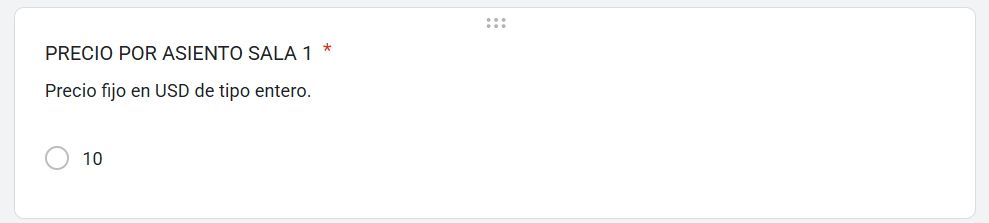 PRECIO POR ASIENTO SALA 1 *
Precio fijo en USD de tipo entero.
10